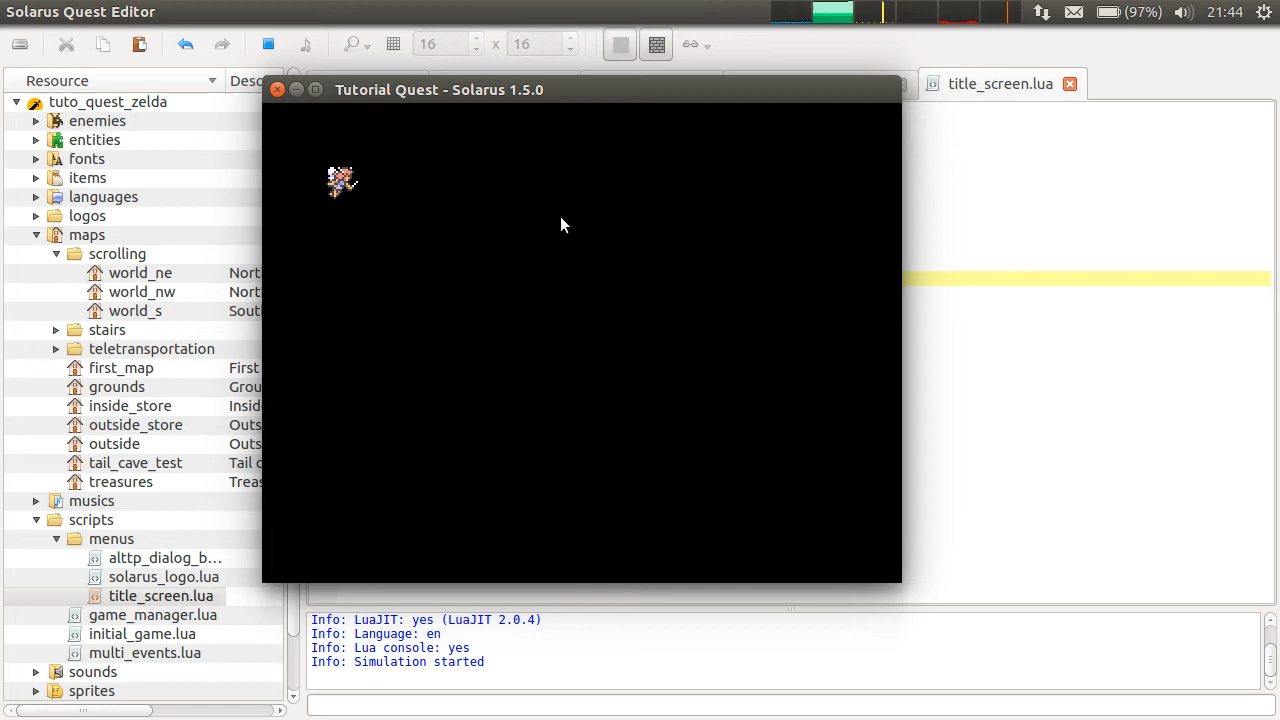 Solarus Quest Editor
(97%)
21:44
16 x 16
Resource
Desc
title_screen.lua
Tutorial Quest - Solarus 1.5.0
tuto_quest_zelda
enemies
entities
fonts
items
languages
logos
maps
scrolling
world_ne Nort
world_nw Nort
world_s Sout
stairs
teletransportation
first_map First
grounds Grou
inside_store Insid
outside_store Outs
outside Outs
tail_cave_test Tail c
treasures Treas
musics
scripts
menus
alttp_dialog_b...
solarus_logo.lua
title_screen.lua
game_manager.lua
initial_game.lua
multi_events.lua
sounds
sprites
Info: LuaJIT: yes (LuaJIT 2.0.4)
Info: Language: en
Info: Lua console: yes
Info: Simulation started